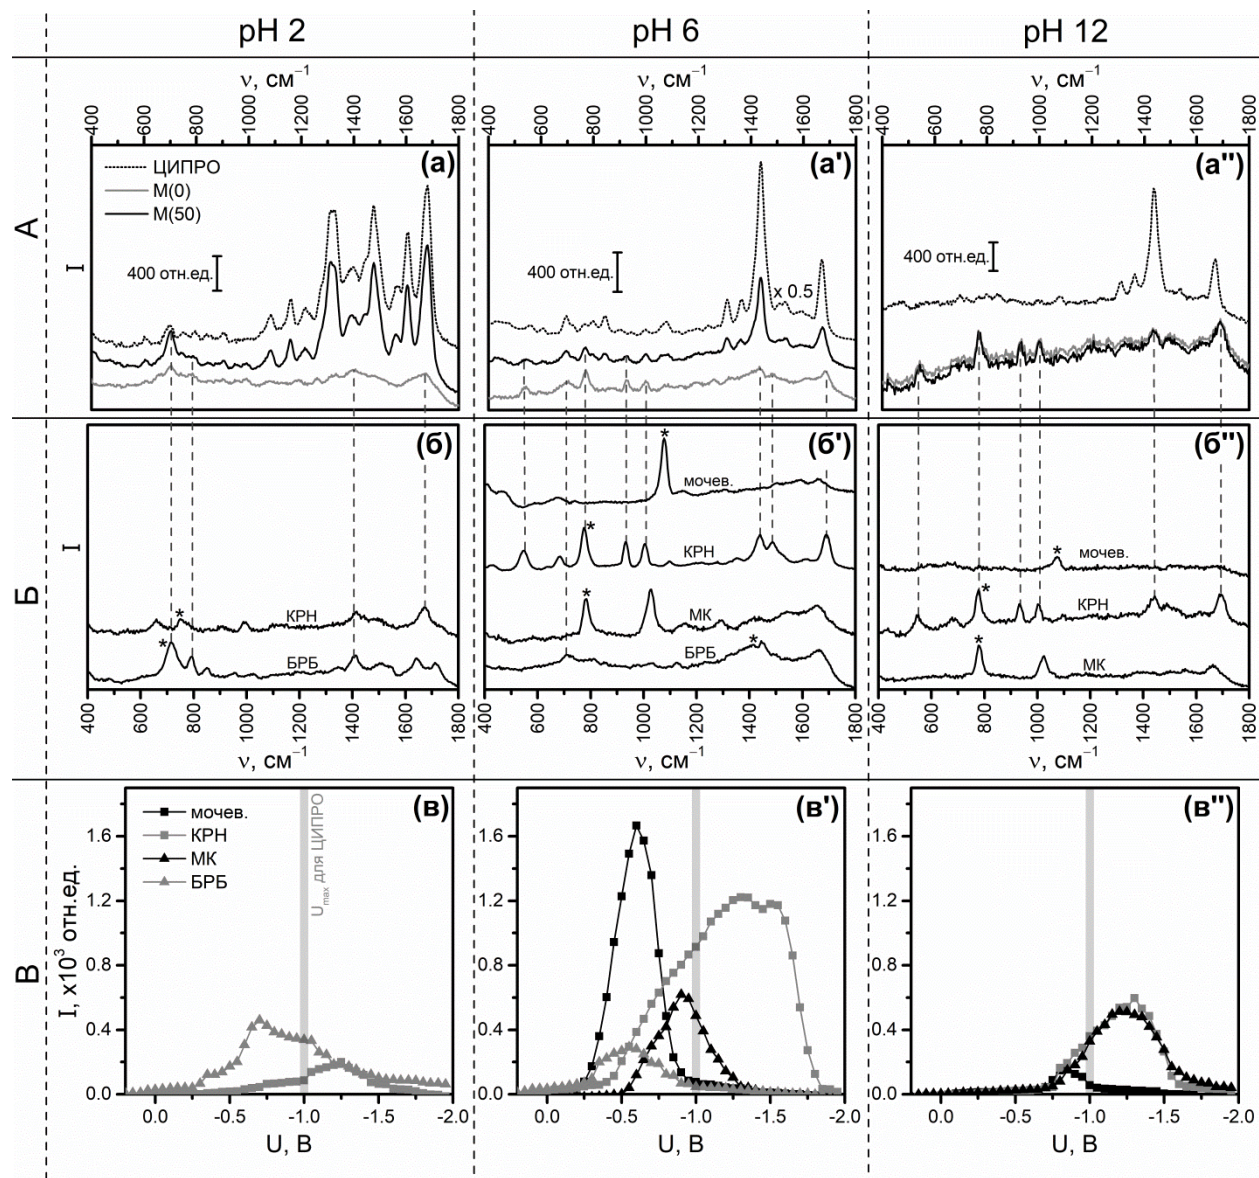 pH 2
pH 6
pH 12
А
ν, см⁻¹
ν, см⁻¹
ν, см⁻¹
400 600 800 1000 1200 1400 1600 1800
400 600 800 1000 1200 1400 1600 1800
400 600 800 1000 1200 1400 1600 1800
(а)
ЦИПРО
М(0)
М(50)
400 отн.ед.
I
(а')
400 отн.ед.
x 0.5
(а'')
400 отн.ед.
Б
I
(б)
КРН
*
БРБ
*
(б')
*
мочев.
*
КРН
*
МК
БРБ
*
(б'')
*
мочев.
*
КРН
*
МК
400 600 800 1000 1200 1400 1600 1800
400 600 800 1000 1200 1400 1600 1800
400 600 800 1000 1200 1400 1600 1800
ν, см⁻¹
ν, см⁻¹
ν, см⁻¹
В
I, x10³ отн.ед.
1.6
1.2
0.8
0.4
0.0
мочев.
КРН
МК
БРБ
(в)
Umax для ЦИПРО
0.0 -0.5 -1.0 -1.5 -2.0
U, В
(в')
1.6
1.2
0.8
0.4
0.0
0.0 -0.5 -1.0 -1.5 -2.0
U, В
(в'')
1.6
1.2
0.8
0.4
0.0
0.0 -0.5 -1.0 -1.5 -2.0
U, В